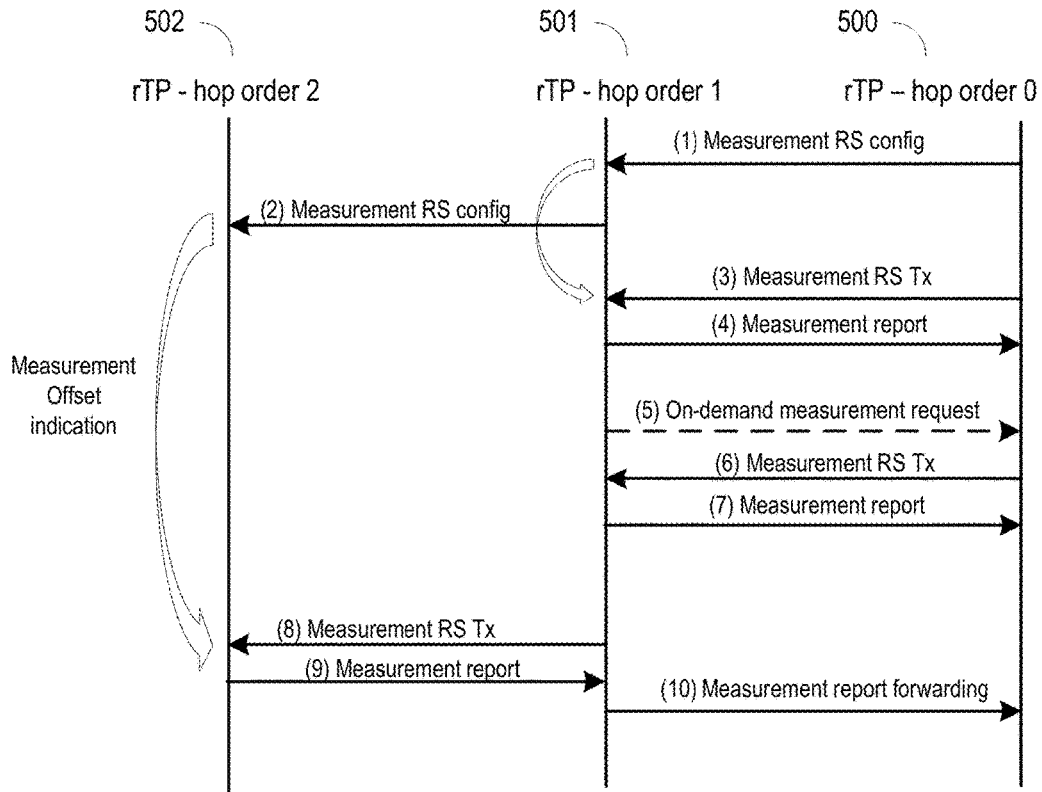 502
501
500
rTP - hop order 2
rTP - hop order 1
rTP – hop order 0
(1) Measurement RS config
(2) Measurement RS config
(3) Measurement RS Tx
(4) Measurement report
Measurement
Offset
indication
(5) On-demand measurement request
(6) Measurement RS Tx
(7) Measurement report
(8) Measurement RS Tx
(9) Measurement report
(10) Measurement report forwarding